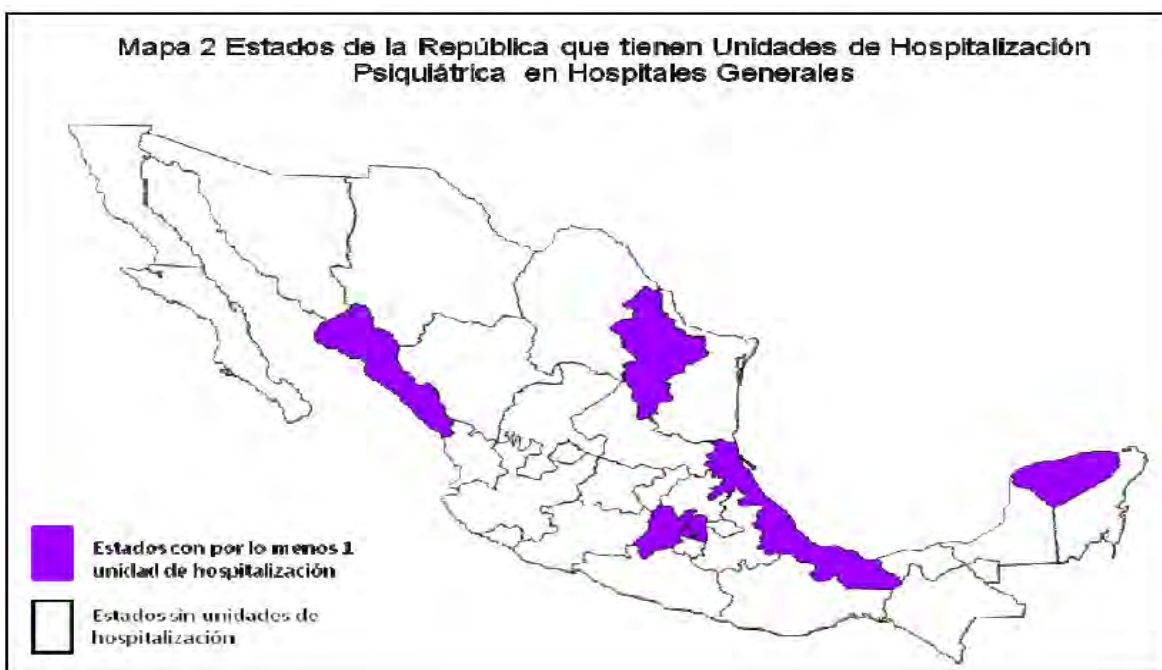 Mapa 2 Estados de la República que tienen Unidades de Hospitalización
Psiquiátrica en Hospitales Generales
Estados con por lo menos 1
unidad de hospitalización
Estados sin unidades de
hospitalización